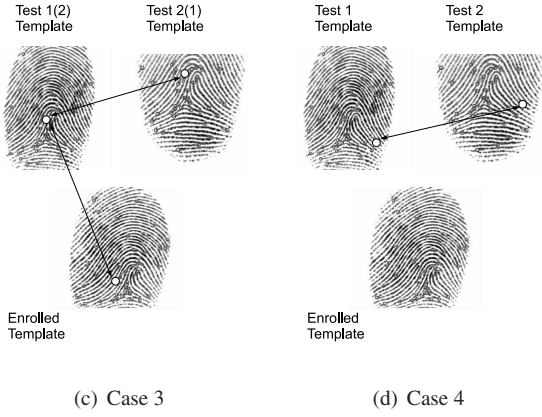 Test 1(2)
Template
Test 2(1)
Template
Enrolled
Template
(c) Case 3
Test 1
Template
Test 2
Template
Enrolled
Template
(d) Case 4